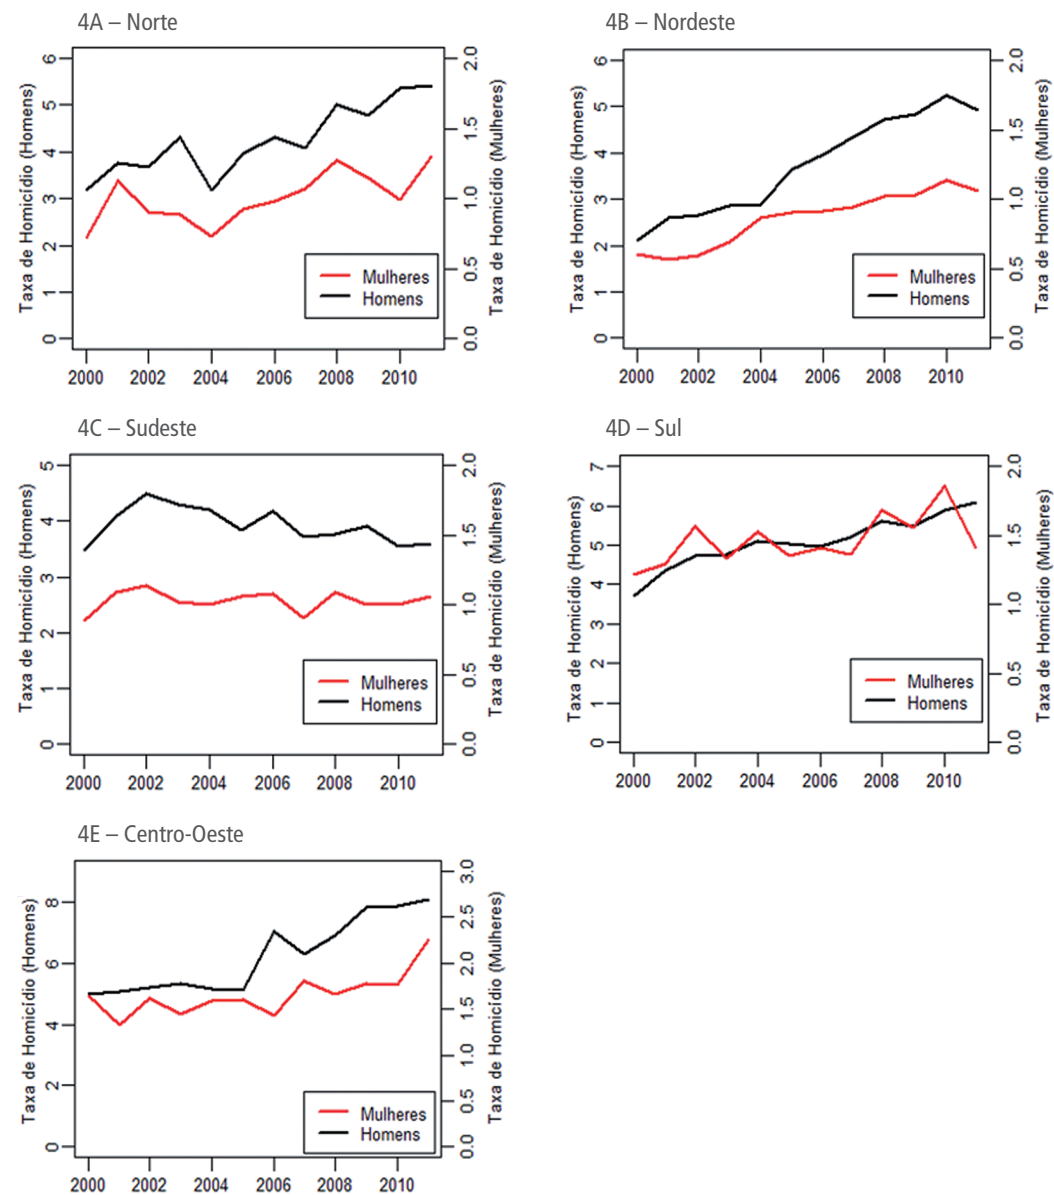 4A – Norte
Taxa de Homicídio (Homens)
0 1 2 3 4 5 6
Mulheres
Homens
2000 2002 2004 2006 2008 2010
0.0 0.5 1.0 1.5 2.0
Taxa de Homicídio (Mulheres)
4B – Nordeste
Taxa de Homicídio (Homens)
0 1 2 3 4 5 6
Mulheres
Homens
2000 2002 2004 2006 2008 2010
0.0 0.5 1.0 1.5 2.0
Taxa de Homicídio (Mulheres)
4C – Sudeste
Taxa de Homicídio (Homens)
0 1 2 3 4 5
Mulheres
Homens
2000 2002 2004 2006 2008 2010
0.0 0.5 1.0 1.5 2.0
Taxa de Homicídio (Mulheres)
4D – Sul
Taxa de Homicídio (Homens)
0 1 2 3 4 5 6 7
Mulheres
Homens
2000 2002 2004 2006 2008 2010
0.0 0.5 1.0 1.5 2.0
Taxa de Homicídio (Mulheres)
4E – Centro-Oeste
Taxa de Homicídio (Homens)
0 2 4 6 8
Mulheres
Homens
2000 2002 2004 2006 2008 2010
0.0 0.5 1.0 1.5 2.0 2.5 3.0
Taxa de Homicídio (Mulheres)